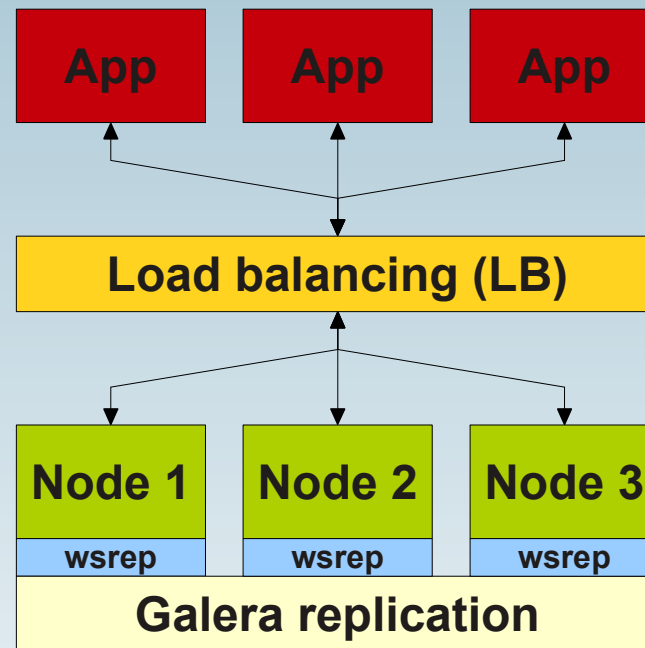 App App App
Load balancing (LB)
Node 1 Node 2 Node 3
wsrep wsrep wsrep
Galera replication